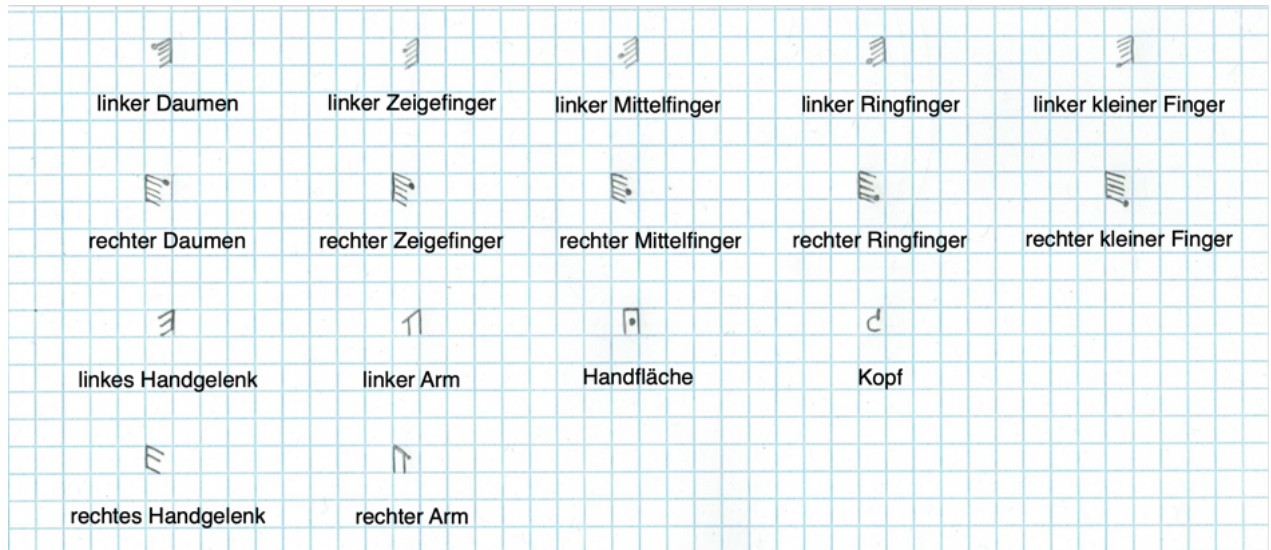 linker Daumen linker Zeigefinger linker Mittelfinger linker Ringfinger linker kleiner Finger
rechter Daumen rechter Zeigefinger rechter Mittelfinger rechter Ringfinger rechter kleiner Finger
linkes Handgelenk linker Arm Handfläche Kopf
rechtes Handgelenk rechter Arm